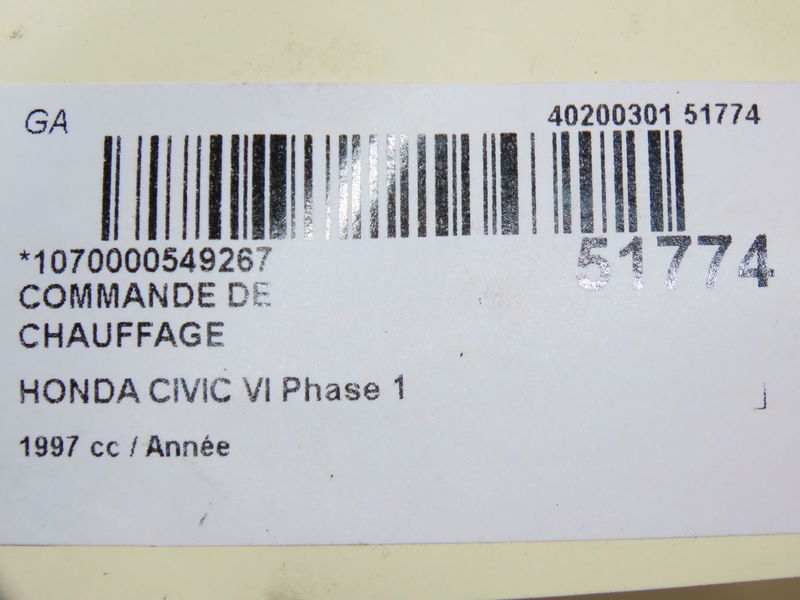 GA
40200301 51774
*1070000549267
51774
COMMANDE DE
CHAUFFAGE
HONDA CIVIC VI Phase 1
1997 cc / Année